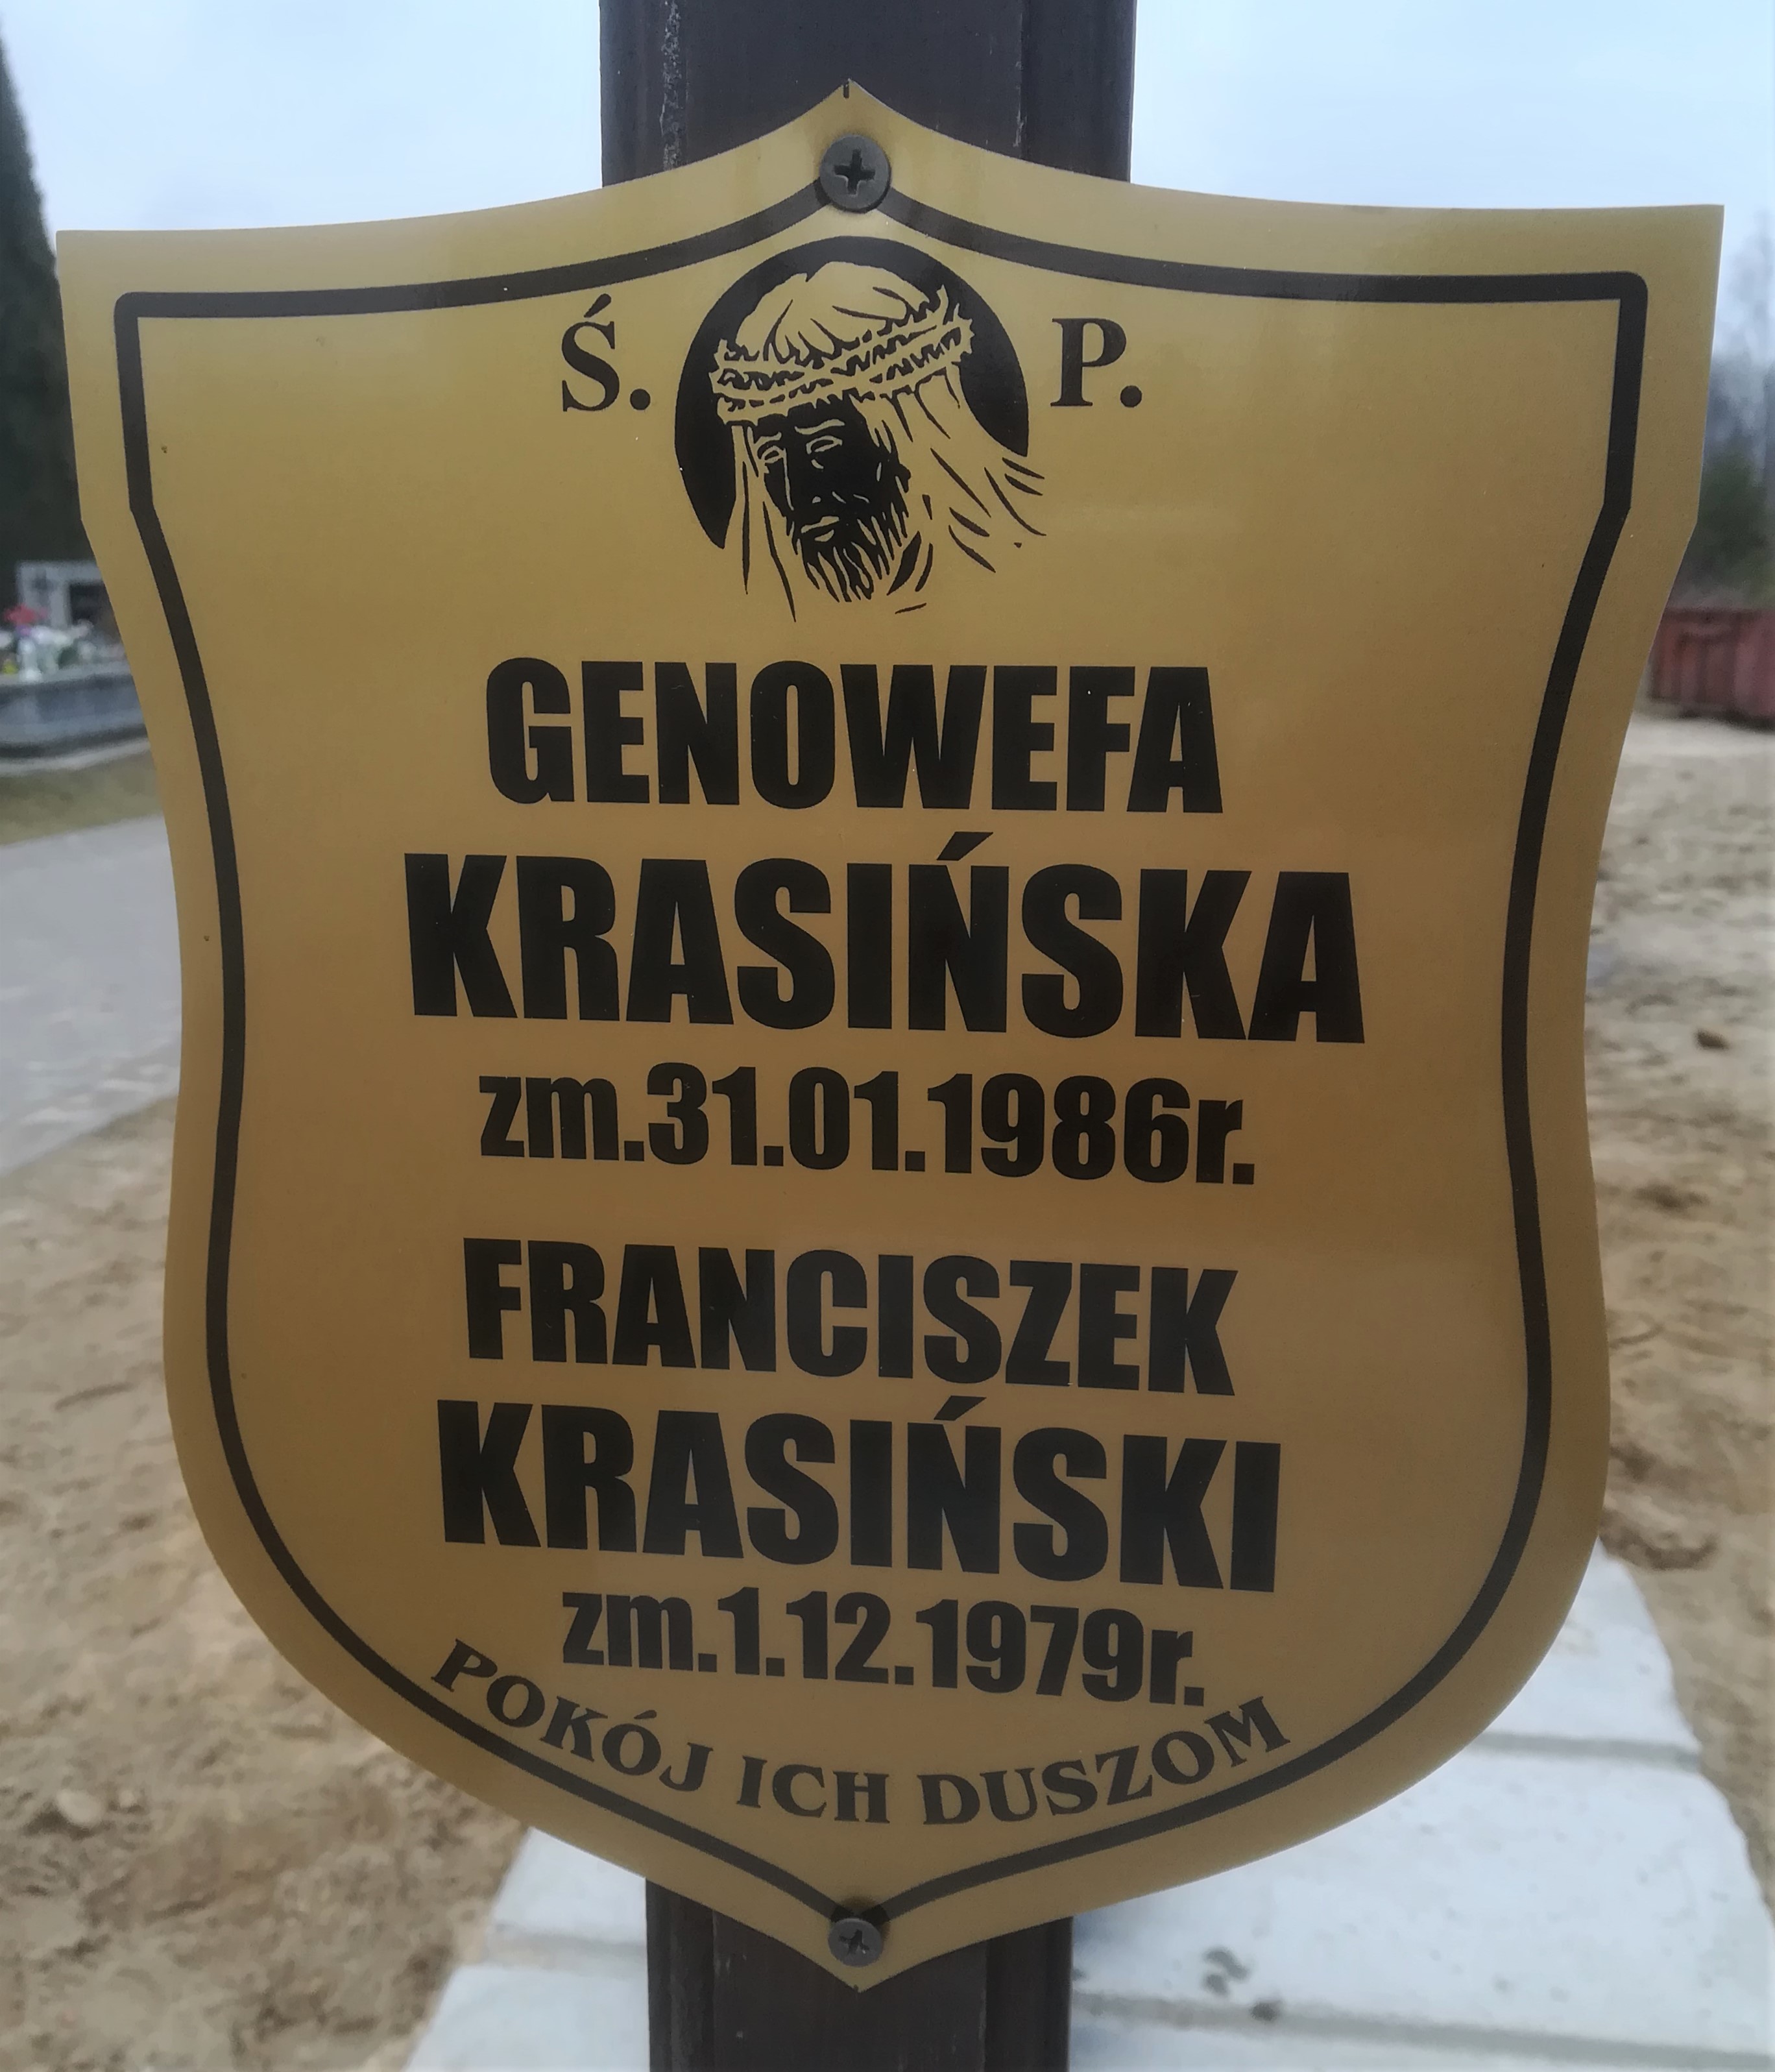 Ś. P.
GENOWEFA
KRASIŃSKA
zm.31.01.1986r.
FRANCISZEK
KRASIŃSKI
zm.1.12.1979r.
POKÓJ ICH DUSZOM